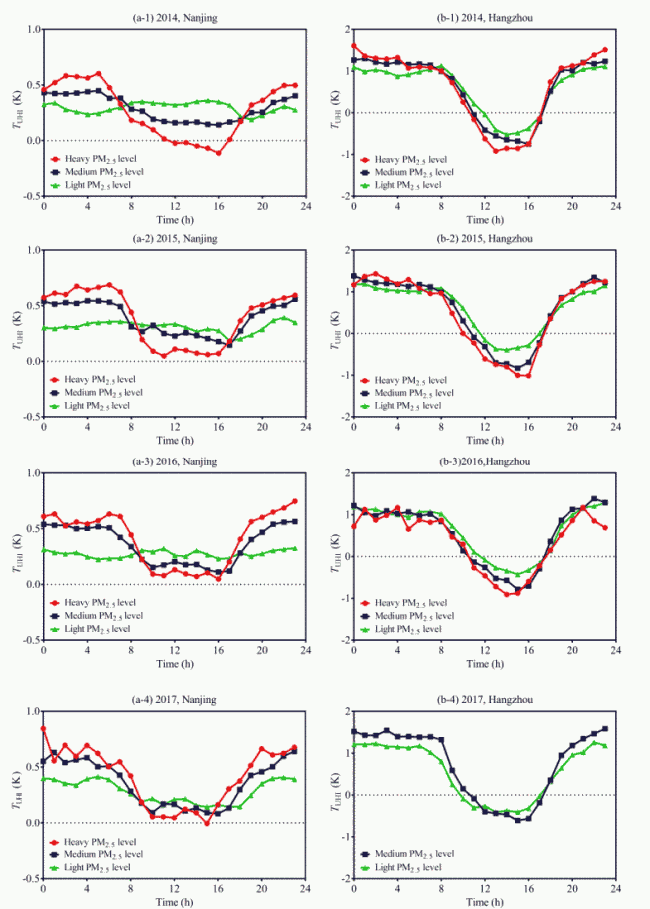 (a-1) 2014, Nanjing
1.0
0.5
0.0
-0.5
T_UHI (K)
Heavy PM2.5 level
Medium PM2.5 level
Light PM2.5 level
0 4 8 12 16 20 24
Time (h)
(b-1) 2014, Hangzhou
2
1
0
-1
-2
Heavy PM2.5 level
Medium PM2.5 level
Light PM2.5 level
0 4 8 12 16 20 24
Time (h)
(a-2) 2015, Nanjing
1.0
0.5
0.0
-0.5
T_UHI (K)
Heavy PM2.5 level
Medium PM2.5 level
Light PM2.5 level
0 4 8 12 16 20 24
Time (h)
(b-2) 2015, Hangzhou
2
1
0
-1
-2
Heavy PM2.5 level
Medium PM2.5 level
Light PM2.5 level
0 4 8 12 16 20 24
Time (h)
(a-3) 2016, Nanjing
1.0
0.5
0.0
-0.5
T_UHI (K)
Heavy PM2.5 level
Medium PM2.5 level
Light PM2.5 level
0 4 8 12 16 20 24
Time (h)
(b-3)2016,Hangzhou
2
1
0
-1
-2
Heavy PM2.5 level
Medium PM2.5 level
Light PM2.5 level
0 4 8 12 16 20 24
Time (h)
(a-4) 2017, Nanjing
1.0
0.5
0.0
-0.5
T_UHI (K)
Heavy PM2.5 level
Medium PM2.5 level
Light PM2.5 level
0 4 8 12 16 20 24
Time (h)
(b-4) 2017, Hangzhou
2
1
0
-1
-2
Medium PM2.5 level
Light PM2.5 level
0 4 8 12 16 20 24
Time (h)